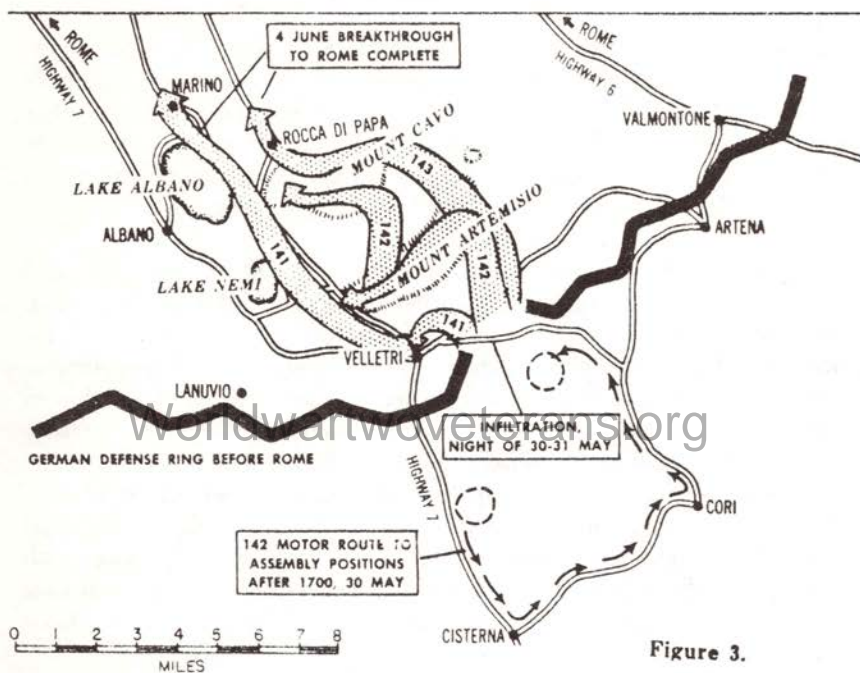 4 JUNE BREAKTHROUGH
TO ROME COMPLETE
ROME
HIGHWAY 7
ROME
HIGHWAY 6
MARINO
VALMONTONE
ROCCA DI PAPA
MOUNT CAVO
143
LAKE ALBANO
ALBANO
142
MOUNT ARTEMISIO
ARTENA
141
142
LAKE NEMI
141
VELLETRI
LANUVIO
Worldwartwoveterans.org
GERMAN DEFENSE RING BEFORE ROME
INFILTRATION,
NIGHT OF 30-31 MAY
HIGHWAY 7
CORI
142 MOTOR ROUTE TO
ASSEMBLY POSITIONS
AFTER 1700, 30 MAY
CISTERNA
0 1 2 3 4 5 6 7 8
MILES
Figure 3.